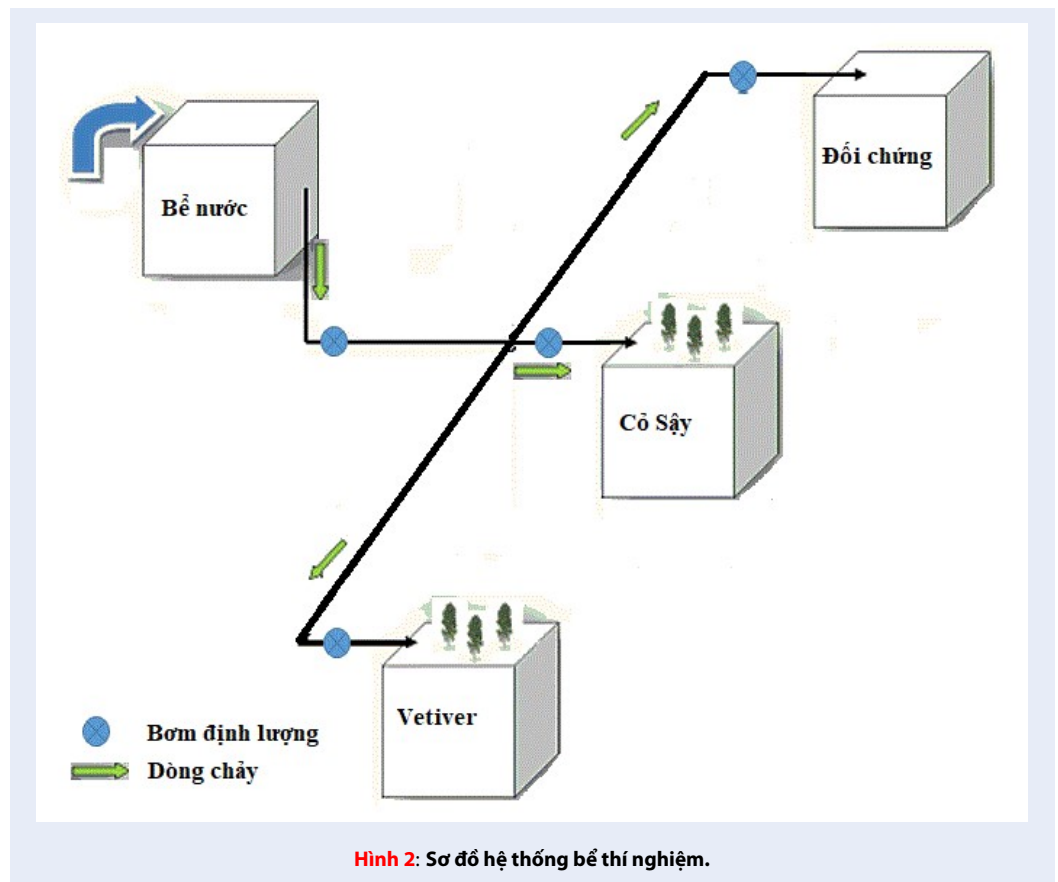 Đối chứng
Bể nước
Cỏ Sậy
Vetiver
Bơm định lượng
Dòng chảy
Hình 2: Sơ đồ hệ thống bể thí nghiệm.